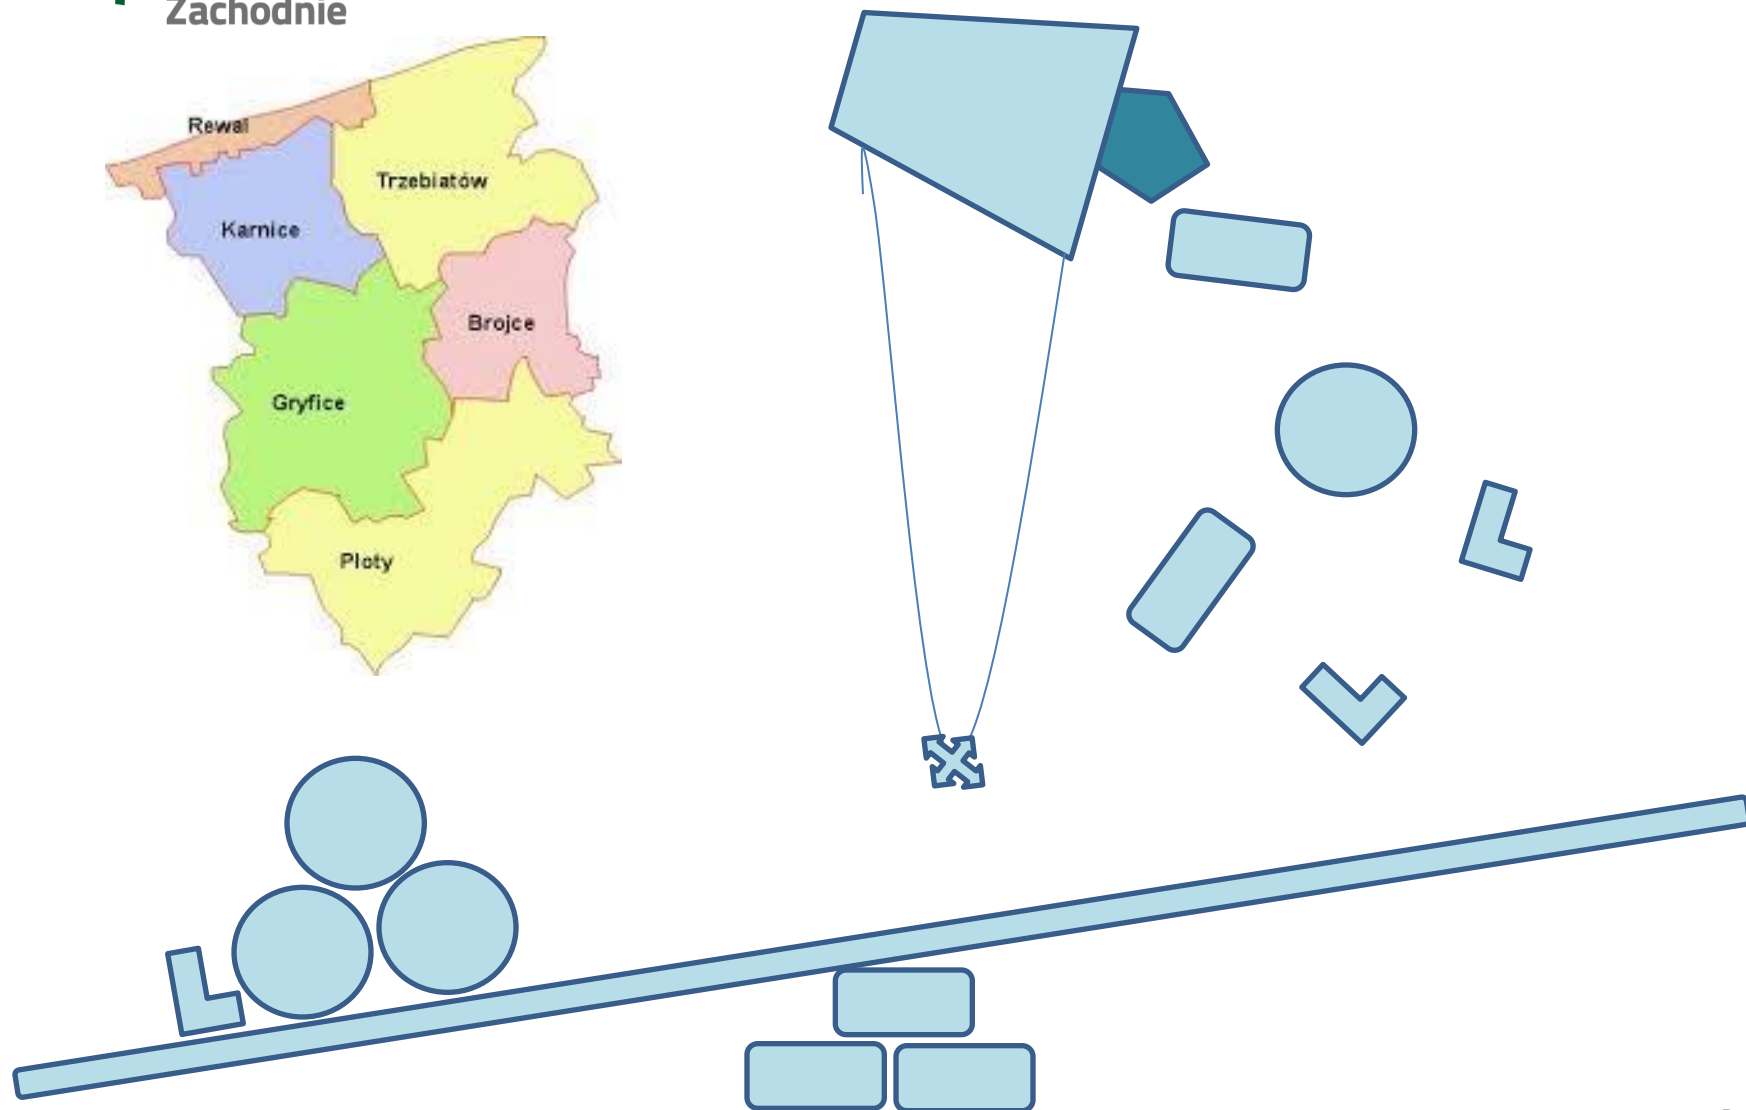 Zachodnie
Rewal
Trzebiatów
Karnice
Brojce
Gryfice
Płoty